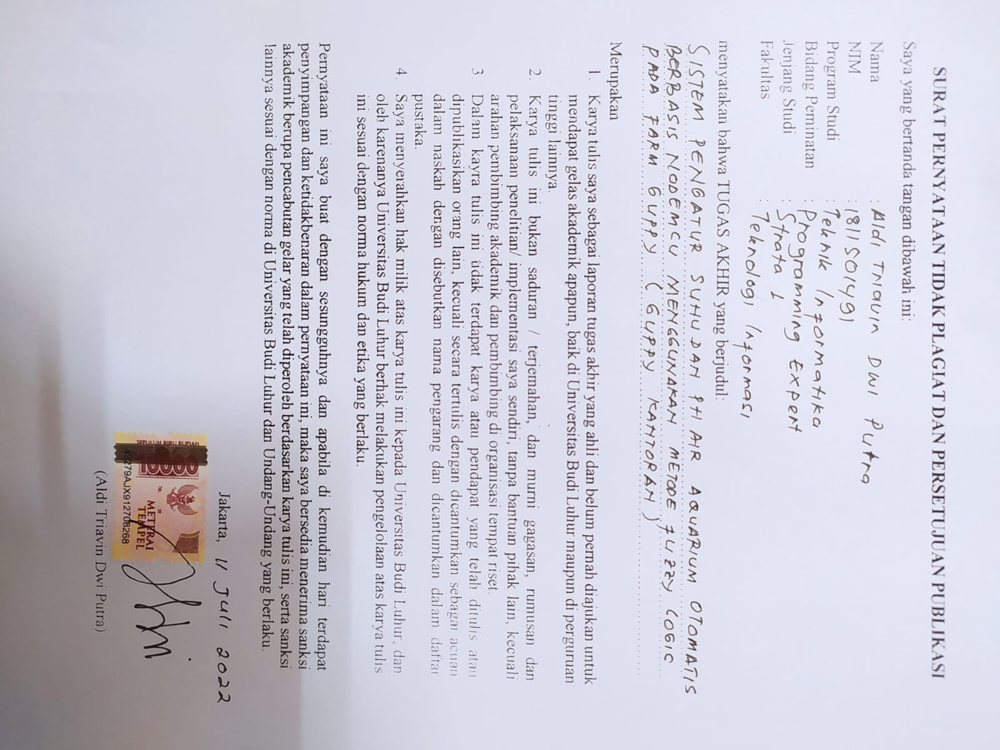 SURAT PERNYATAAN TIDAK PLAGIAT DAN PERSETUJUAN PUBLIKASI
Saya yang bertanda tangan dibawah ini:
Nama : Aldi Triavin Dwi Putra
NIM : 1811501491
Program Studi : Teknik Informatika
Bidang Peminatan : Programming Expert
Jenjang Studi : Strata 1
Fakultas : Teknologi Informasi
menyatakan bahwa TUGAS AKHIR yang berjudul:
SISTEM PENGATUR SUHU DAN PH AIR AQUARIUM OTOMATIS
BERBASIS NODEMCU MENGGUNAKAN METODE FUZZY LOGIC
PADA FARM GUPPY (GUPPY KANTORAN)
Merupakan
1. Karya tulis saya sebagai laporan tugas akhir yang ahli dan belum pernah diajukan untuk
mendapat gelas akademik apapun, baik di Universitas Budi Luhur maupun di perguruan
tinggi lainnya.
2. Karya tulis ini bukan saduran / terjemahan, dan murni gagasan, rumusan dan
pelaksanaan penelitian/ implementasi saya sendiri, tanpa bantuan pihak lain, kecuali
arahan pembimbing akademik dan pembimbing di organisasi tempat riset.
3. Dalam kayra tulis ini tidak terdapat karya atau pendapat yang telah ditulis atau
dipublikasikan orang lain, kecuali secara tertulis dengan dicantumkan sebagai acuan
dalam naskah dengan disebutkan nama pengarang dan dicantumkan dalam daftar
pustaka.
4. Saya menyerahkan hak milik atas karya tulis ini kepada Universitas Budi Luhur, dan
oleh karenanya Universitas Budi Luhur berhak melakukan pengelolaan atas karya tulis
ini sesuai dengan norma hukum dan etika yang berlaku.
Pernyataan ini saya buat dengan sesungguhnya dan apabila di kemudian hari terdapat
penyimpangan dan ketidakbenaran dalam pernyataan ini, maka saya bersedia menerima sanksi
akademik berupa pencabutan gelar yang telah diperoleh berdasarkan karya tulis ini, serta sanksi
lainnya sesuai dengan norma di Universitas Budi Luhur dan Undang-Undang yang berlaku.
Jakarta, 11 Juli 2022
SEPULUH RIBU RUPIAH
10000
TGL 20
METERAI
TEMPEL
43279AJX912708268
(Aldi Triavin Dwi Putra)